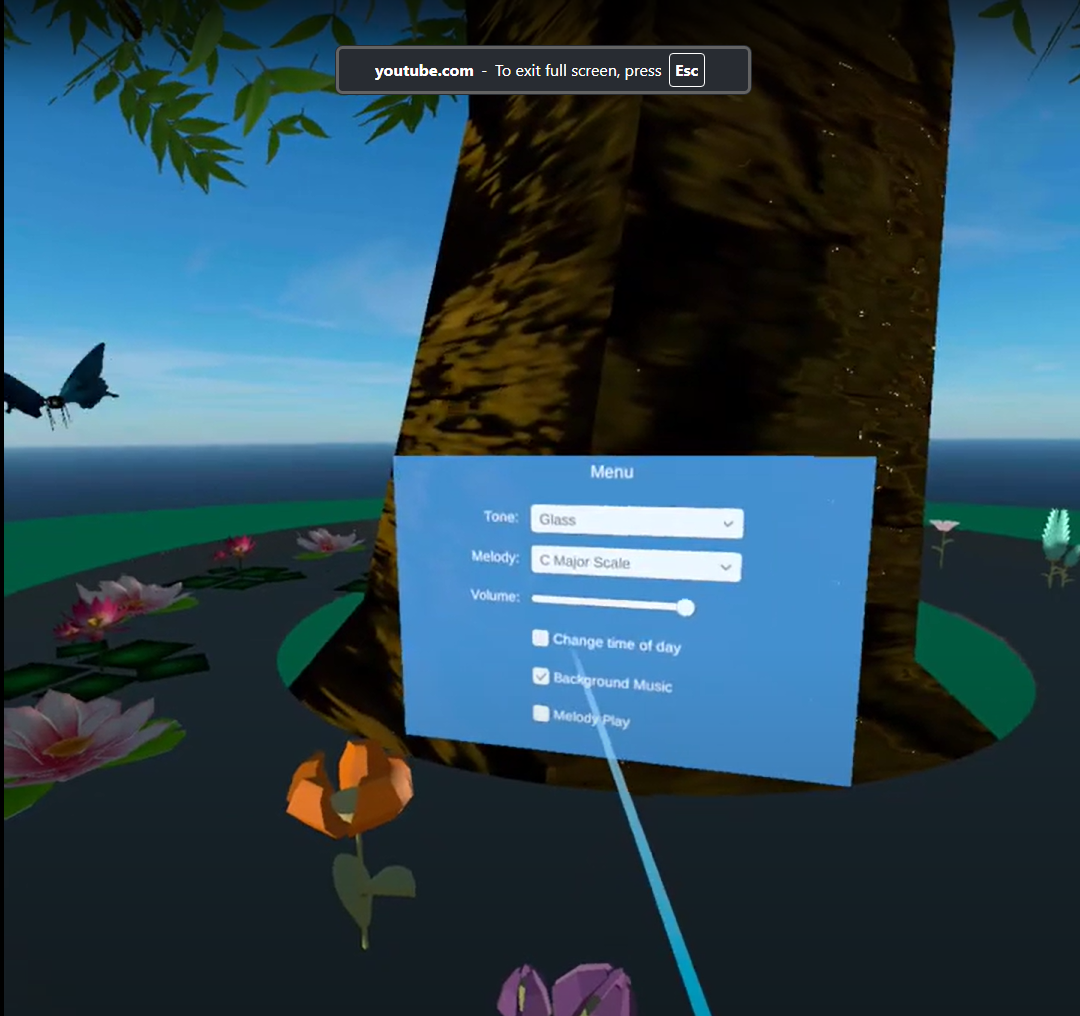 youtube.com - To exit full screen, press Esc
Menu
Tone: Glass
Melody: C Major Scale
Volume:
Change time of day
Background Music
Melody Play